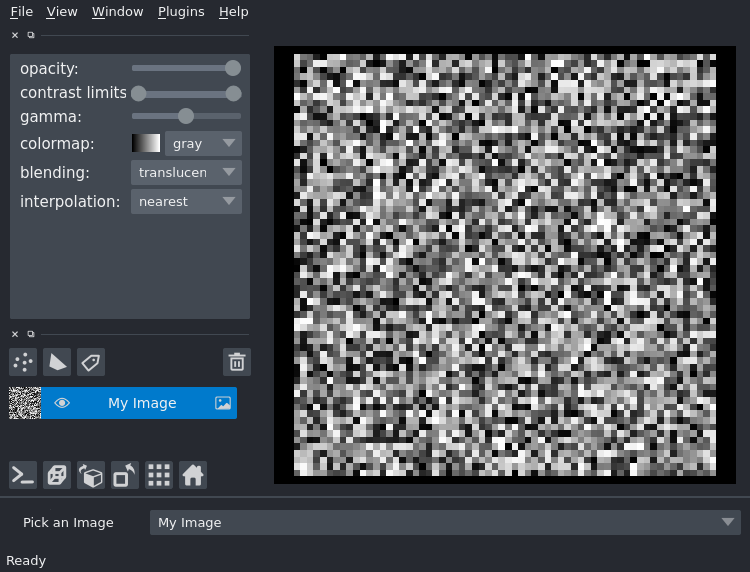 File View Window Plugins Help
opacity:
contrast limits
gamma:
colormap: gray
blending: translucen
interpolation: nearest
My Image
Pick an Image My Image
Ready